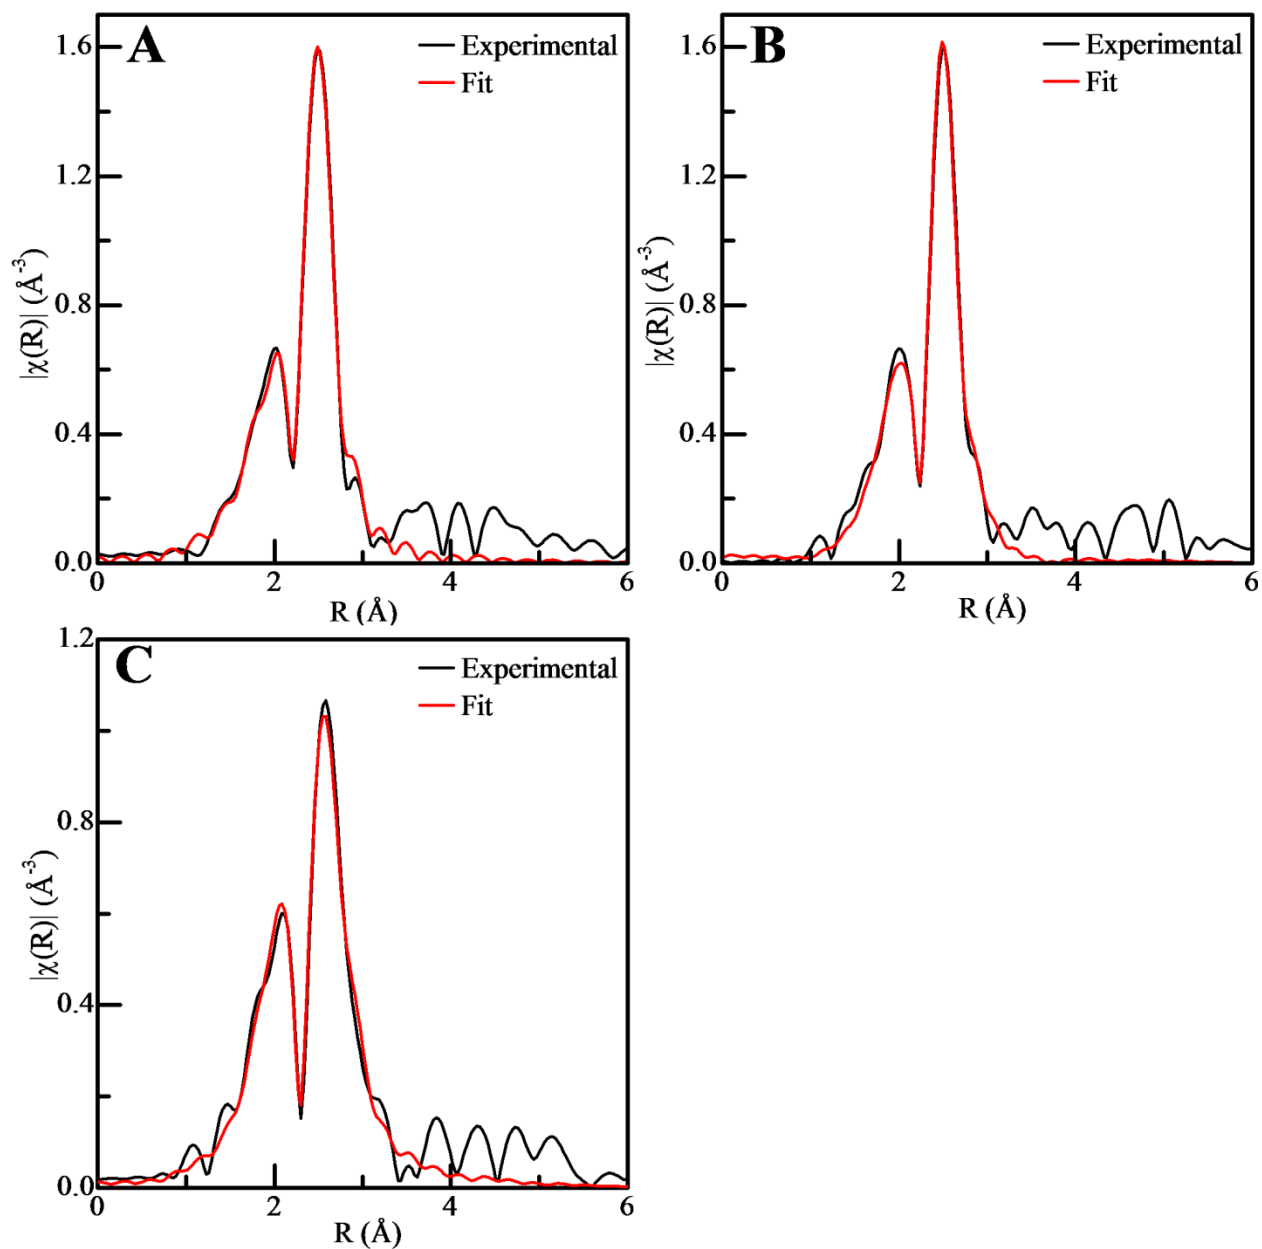 A
Experimental
Fit
1.6
1.2
0.8
0.4
0.0
|χ(R)| (Å⁻³)
0 2 4 6
R (Å)
B
Experimental
Fit
1.6
1.2
0.8
0.4
0.0
|χ(R)| (Å⁻³)
0 2 4 6
R (Å)
C
Experimental
Fit
1.2
0.8
0.4
0.0
|χ(R)| (Å⁻³)
0 2 4 6
R (Å)